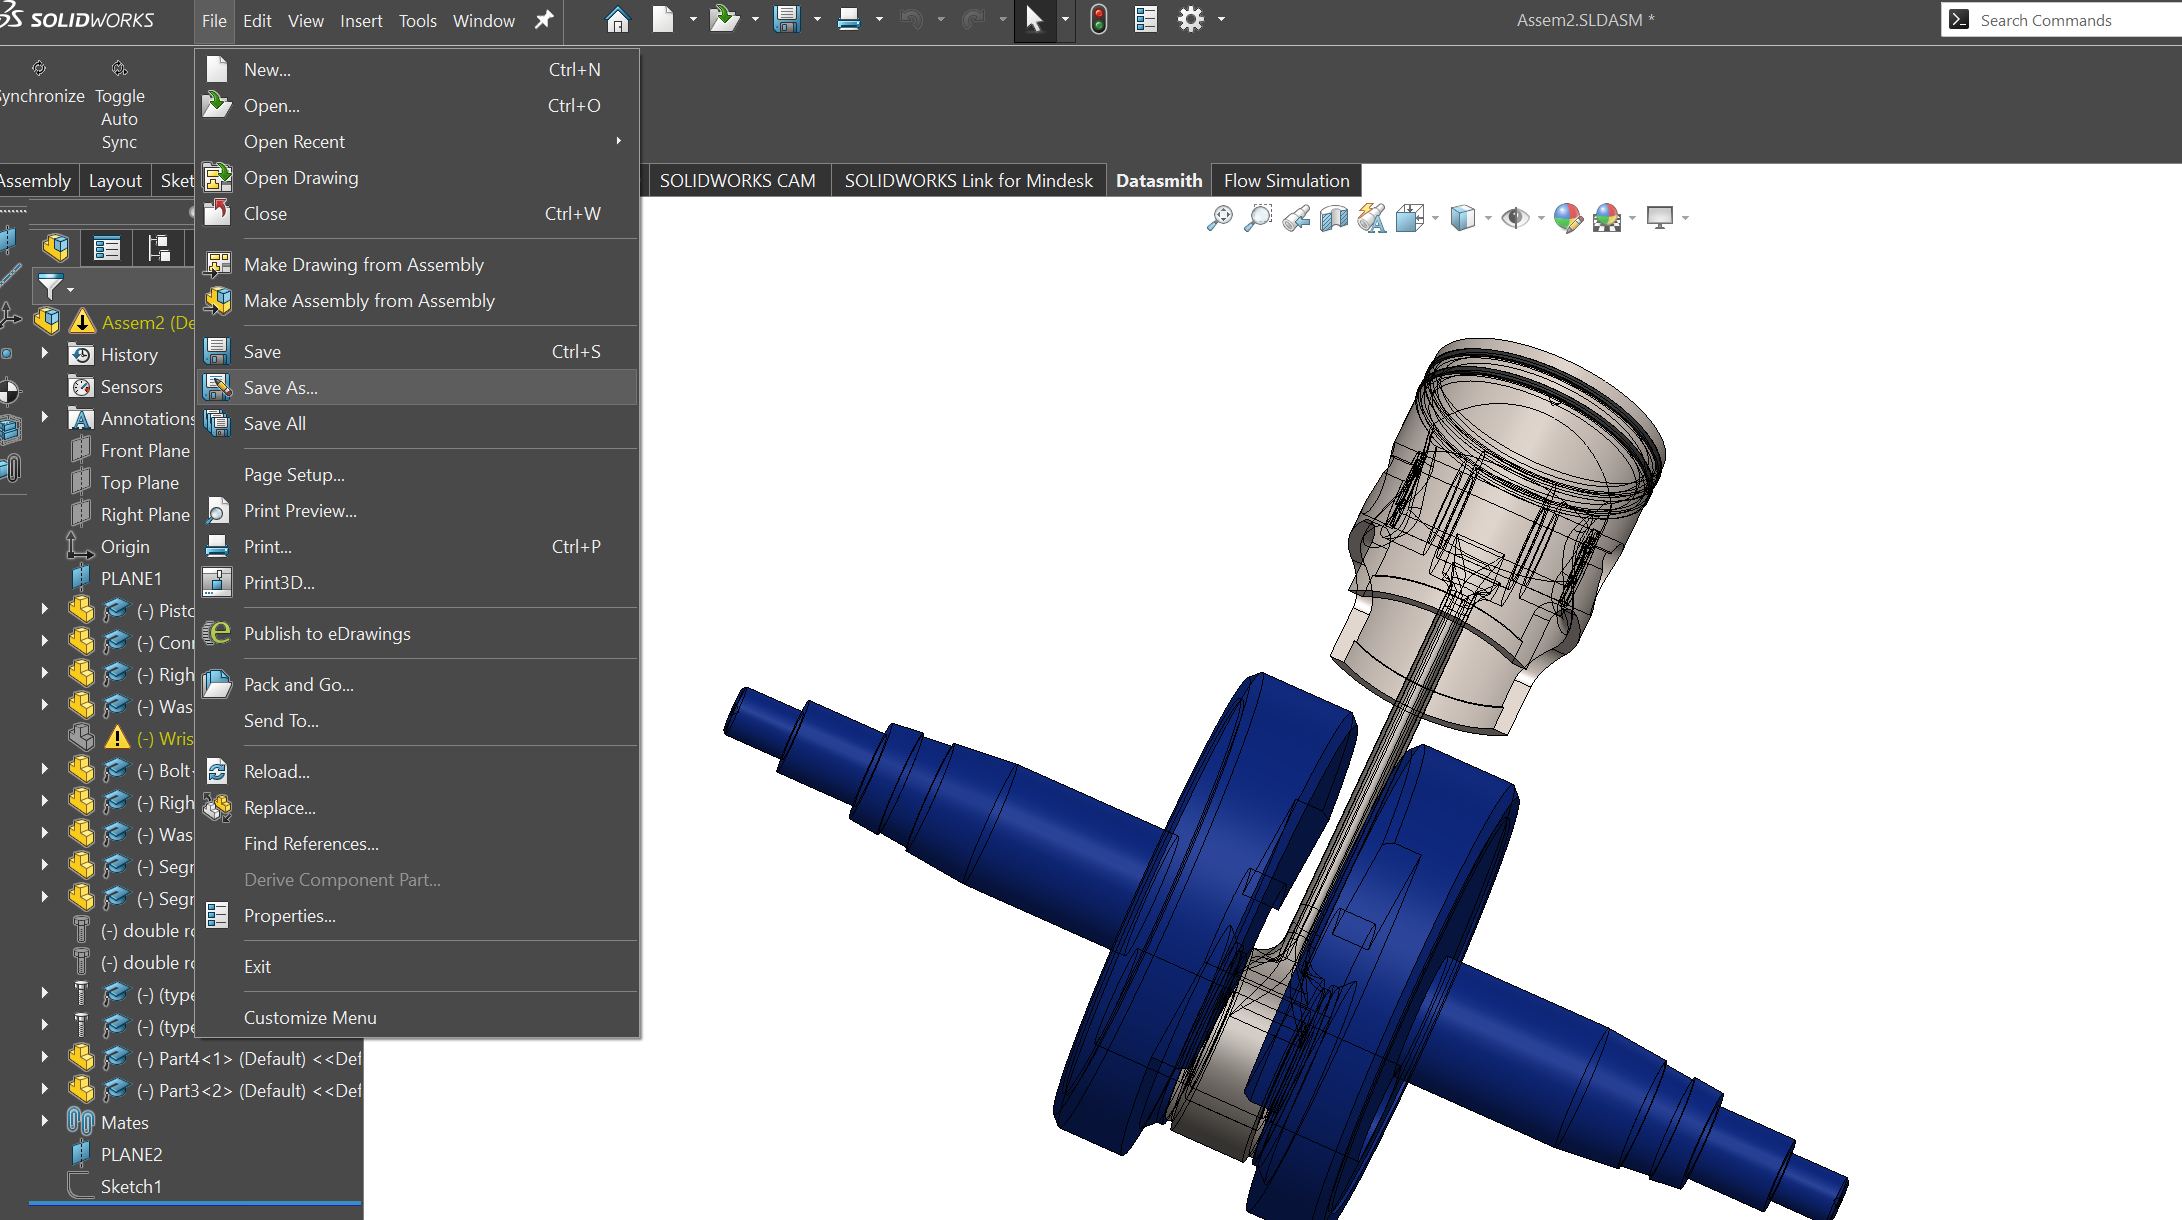 SOLIDWORKS
File Edit View Insert Tools Window
Assem2.SLDASM *
Search Commands
ynchronize
Toggle
Auto
Sync
New... Ctrl+N
Open... Ctrl+O
Open Recent
Open Drawing
Close Ctrl+W
Make Drawing from Assembly
Make Assembly from Assembly
Save Ctrl+S
Save As...
Save All
Page Setup...
Print Preview...
Print... Ctrl+P
Print3D...
Publish to eDrawings
Pack and Go...
Send To...
Reload...
Replace...
Find References...
Derive Component Part...
Properties...
Exit
Customize Menu
Assembly Layout Sket
SOLIDWORKS CAM SOLIDWORKS Link for Mindesk Datasmith Flow Simulation
Assem2 (De
History
Sensors
Annotations
Front Plane
Top Plane
Right Plane
Origin
PLANE1
(-) Pisto
(-) Conn
(-) Righ
(-) Was
(-) Wris
(-) Bolt-
(-) Righ
(-) Was
(-) Segr
(-) Segr
(-) double ro
(-) double ro
(-) (type
(-) (type
(-) Part4<1> (Default) <<Def
(-) Part3<2> (Default) <<Def
Mates
PLANE2
Sketch1